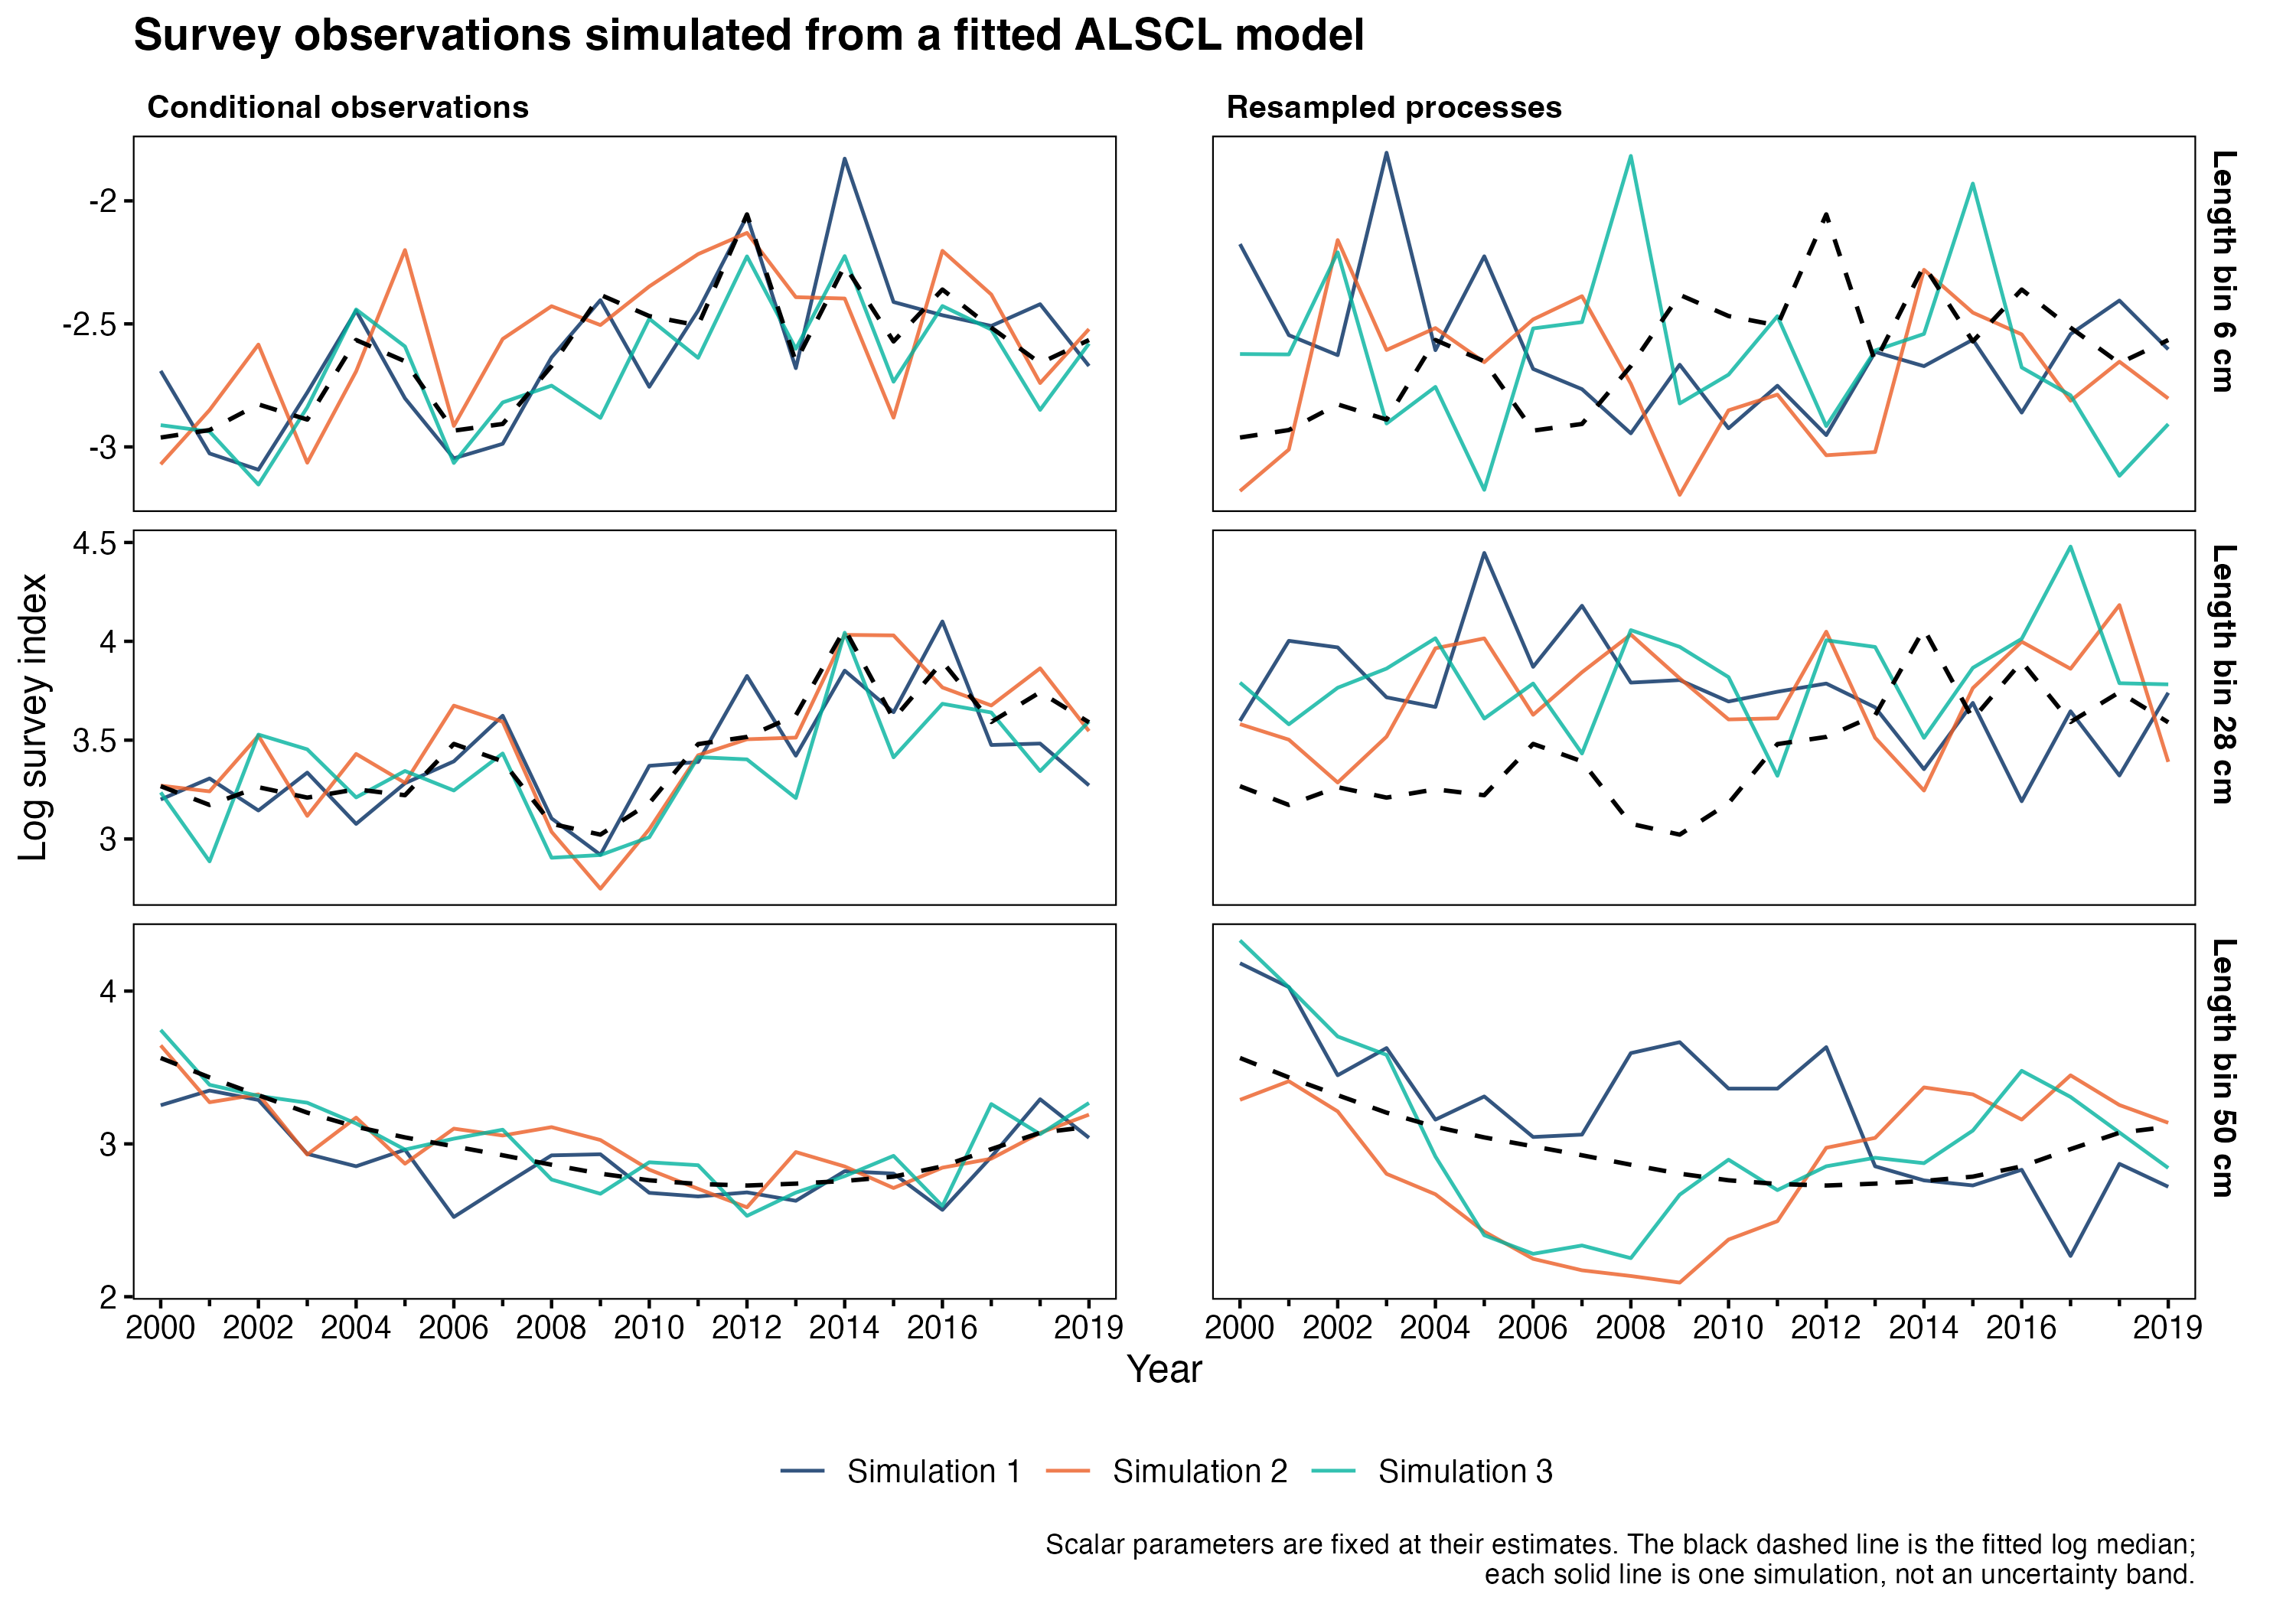 Survey observations simulated from a fitted ALSCL model
Conditional observations
Resampled processes
Log survey index
-2
-2.5
-3
Length bin 6 cm
4.5
4
3.5
3
Length bin 28 cm
4
3
2
Length bin 50 cm
2000 2002 2004 2006 2008 2010 2012 2014 2016 2019
2000 2002 2004 2006 2008 2010 2012 2014 2016 2019
Year
Simulation 1 Simulation 2 Simulation 3
Scalar parameters are fixed at their estimates. The black dashed line is the fitted log median;
each solid line is one simulation, not an uncertainty band.